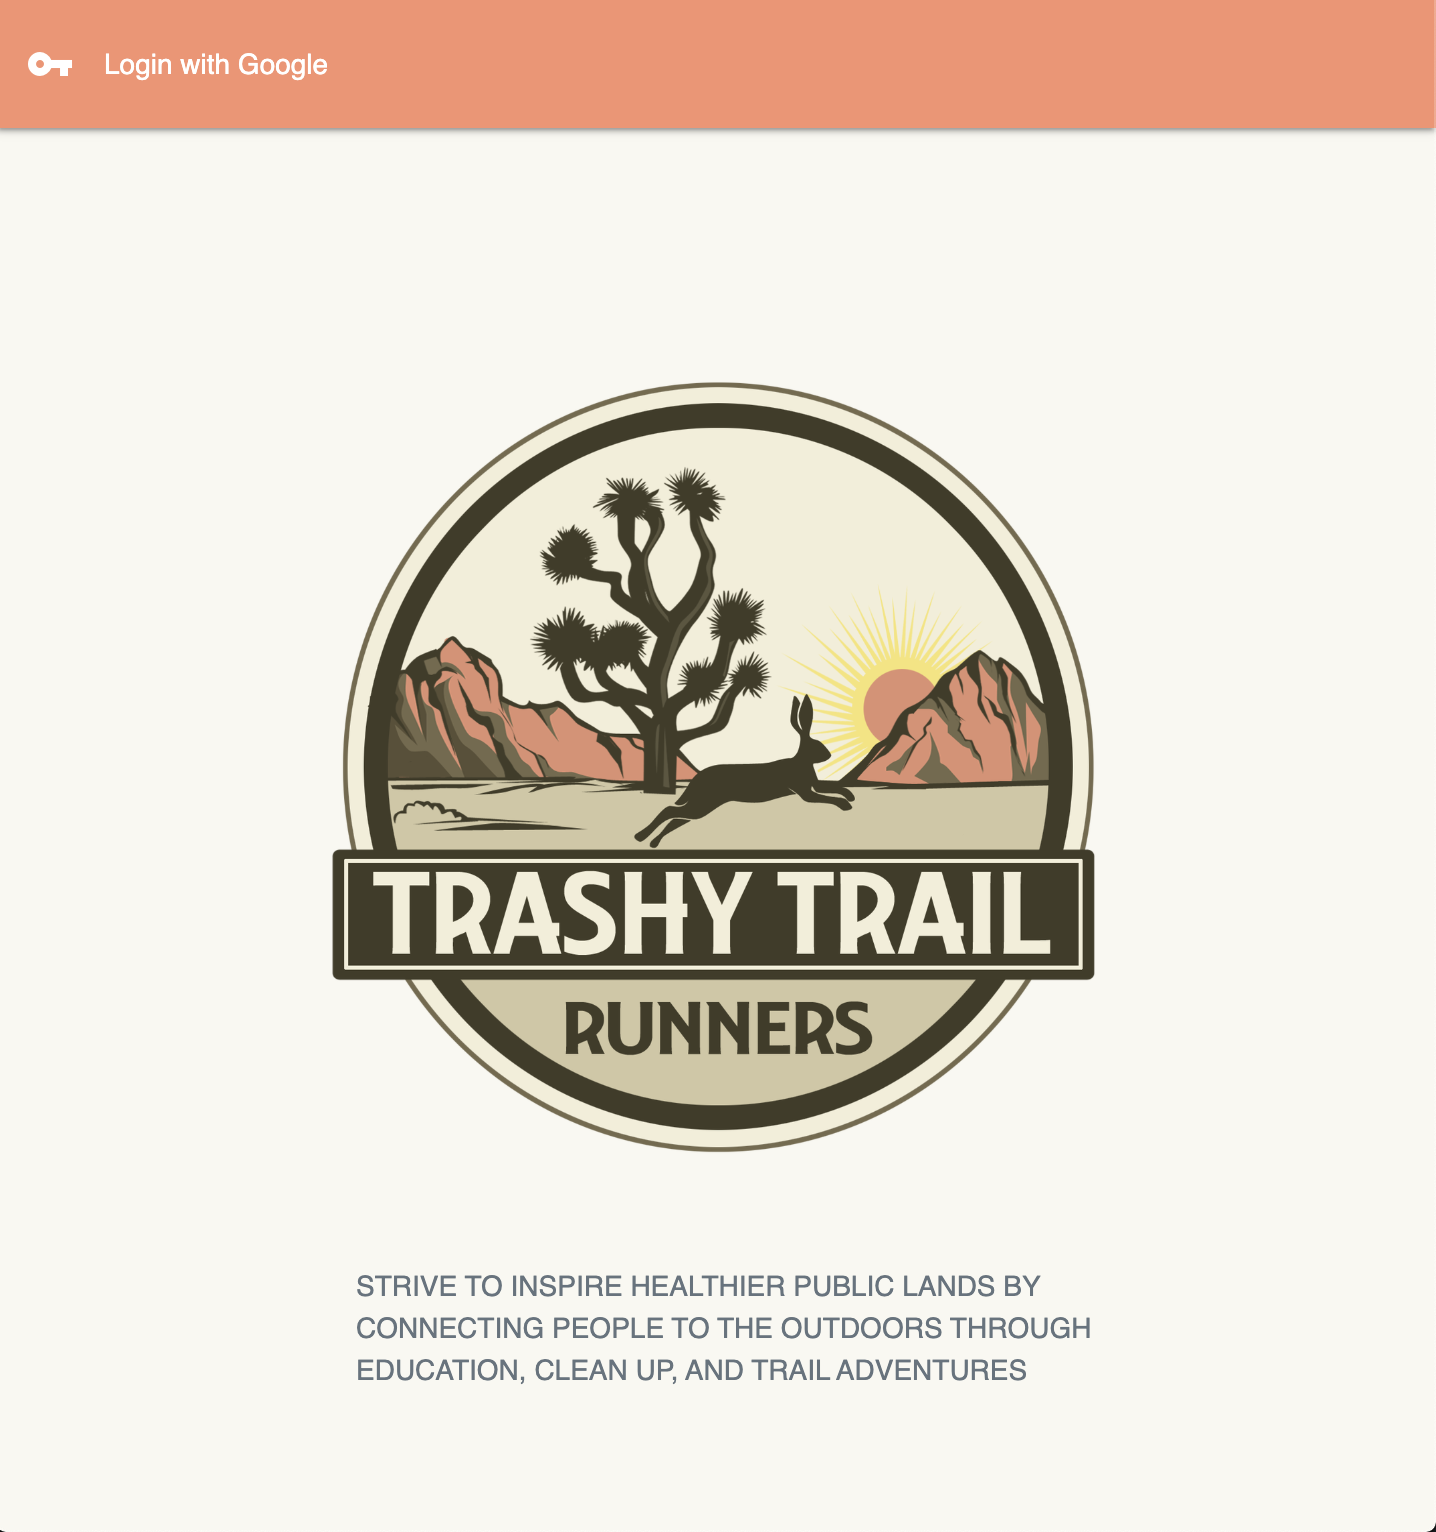 Login with Google
TRASHY TRAIL
RUNNERS
STRIVE TO INSPIRE HEALTHIER PUBLIC LANDS BY
CONNECTING PEOPLE TO THE OUTDOORS THROUGH
EDUCATION, CLEAN UP, AND TRAIL ADVENTURES